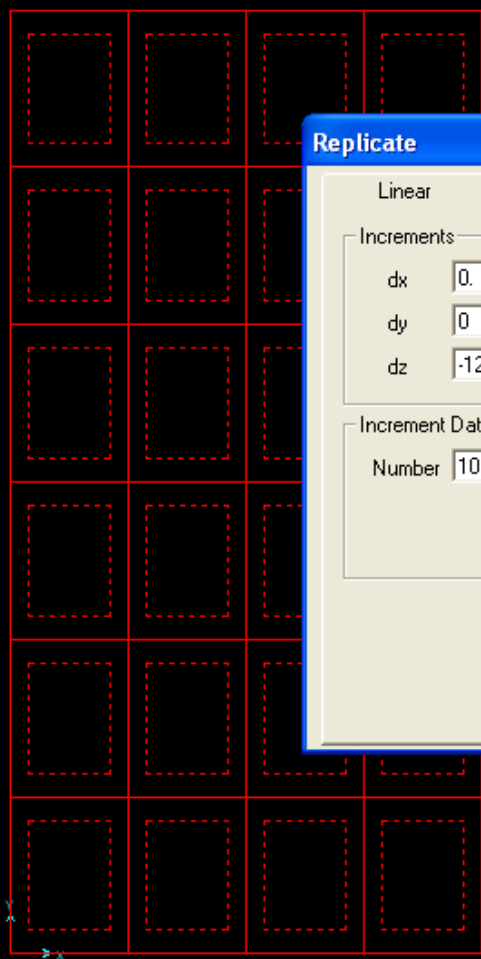 Replicate
Linear
Increments
dx 0.
dy 0
dz -12
Increment Dat
Number 10
Y
X